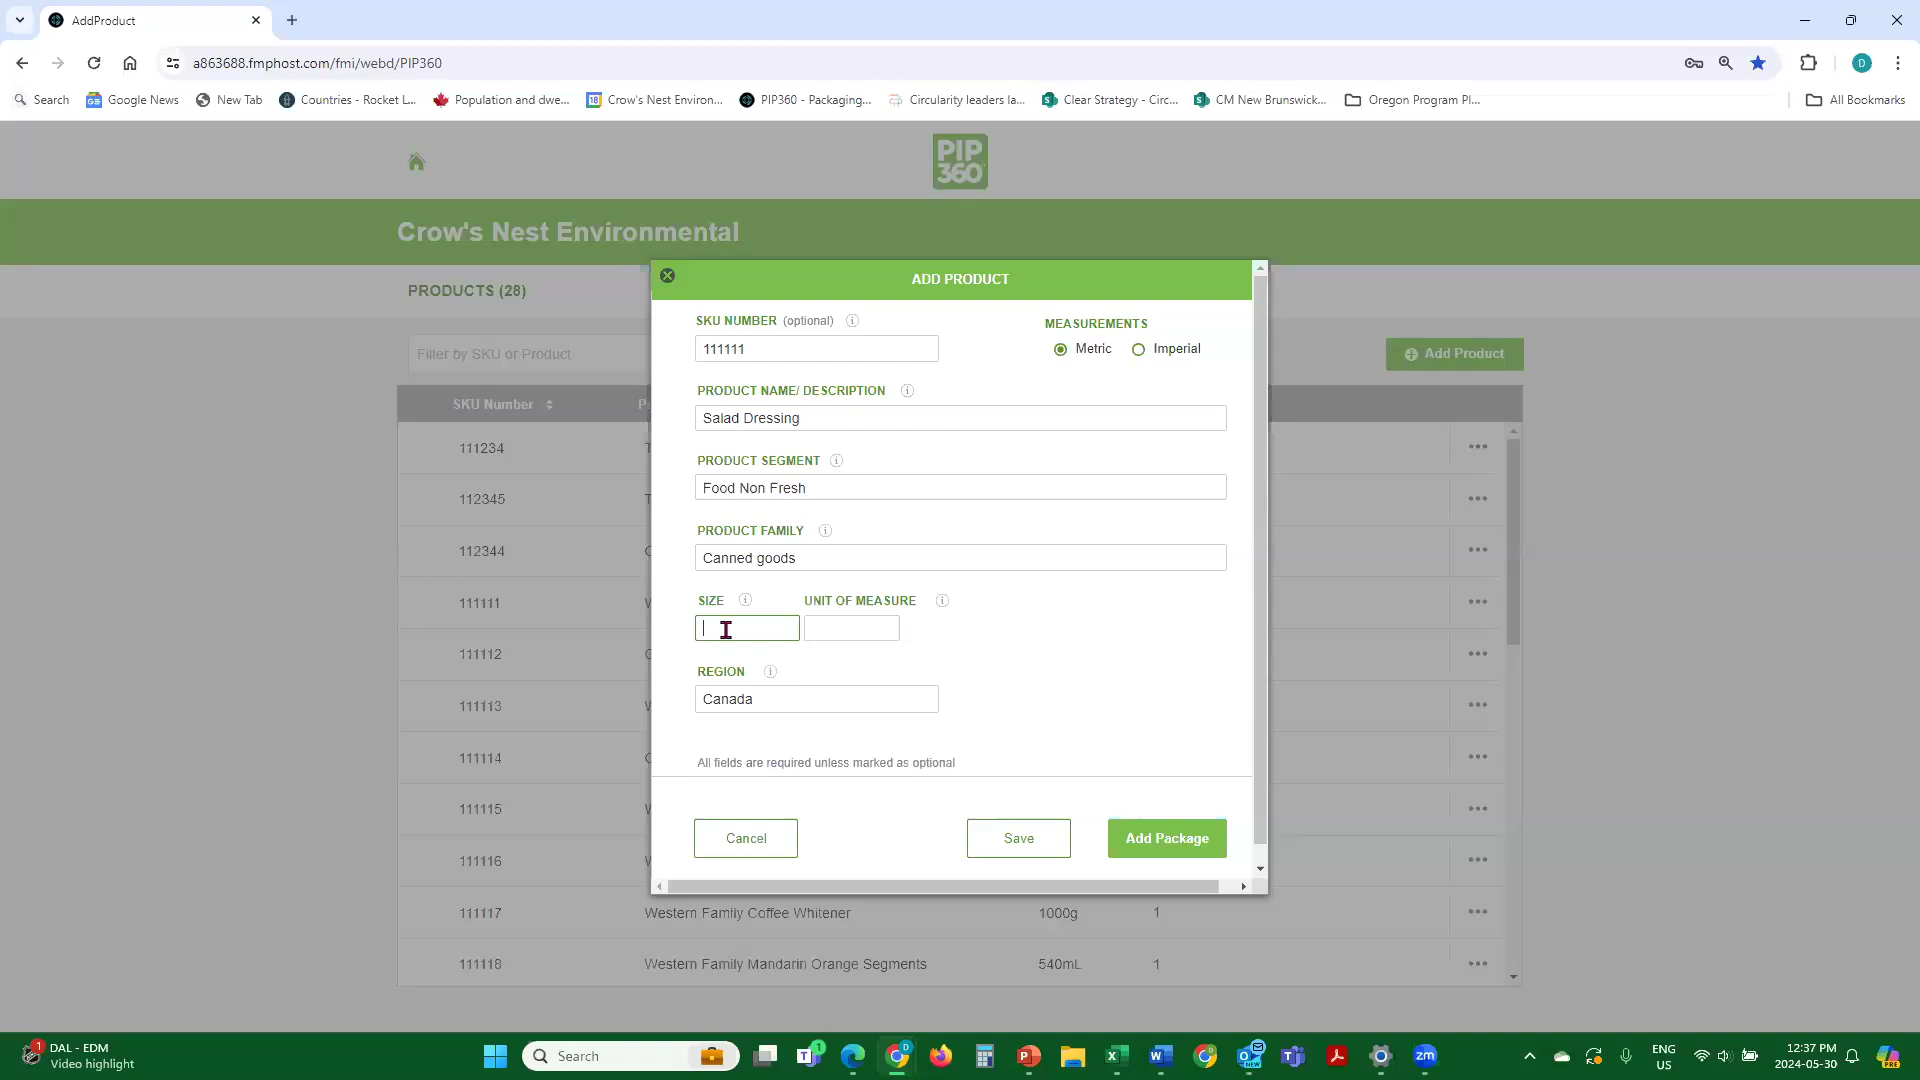 AddProduct
a863688.fmphost.com/fmi/webd/PIP360
D
Search
Google News
New Tab
Countries - Rocket L...
Population and dwe...
18 Crow's Nest Environ...
PIP360 - Packaging...
Circularity leaders la...
Clear Strategy - Circ...
CM New Brunswick...
Oregon Program Pl...
All Bookmarks
PIP
360
Crow's Nest Environmental
PRODUCTS (28)
Filter by SKU or Product
Add Product
SKU Number
111234
112345
112344
111111
111112
111113
111114
111115
111116
111117 Western Family Coffee Whitener 1000g 1
111118 Western Family Mandarin Orange Segments 540mL 1
ADD PRODUCT
SKU NUMBER (optional)
111111
MEASUREMENTS
Metric Imperial
PRODUCT NAME/ DESCRIPTION
Salad Dressing
PRODUCT SEGMENT
Food Non Fresh
PRODUCT FAMILY
Canned goods
SIZE UNIT OF MEASURE
REGION
Canada
All fields are required unless marked as optional
Cancel
Save
Add Package
1
DAL - EDM
Video highlight
Search
1
D
NEW
zm
ENG
US
12:37 PM
2024-05-30
PRE